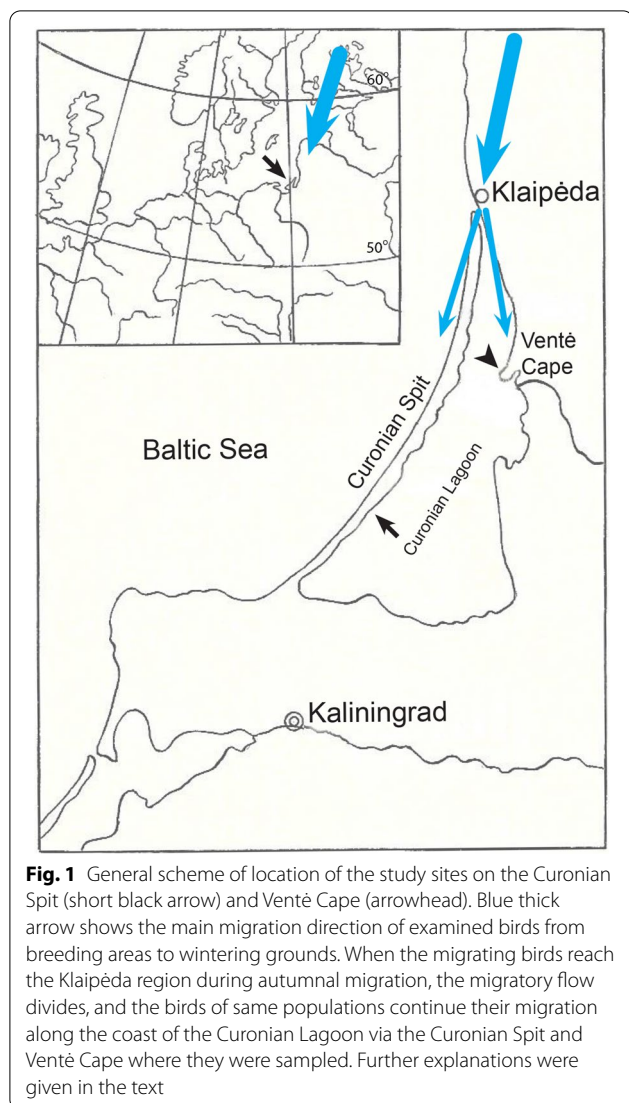 60°
50°
Klaipėda
Ventė
Cape
Curonian Spit
Baltic Sea
Curonian Lagoon
Kaliningrad
Fig. 1 General scheme of location of the study sites on the Curonian
Spit (short black arrow) and Ventė Cape (arrowhead). Blue thick
arrow shows the main migration direction of examined birds from
breeding areas to wintering grounds. When the migrating birds reach
the Klaipėda region during autumnal migration, the migratory flow
divides, and the birds of same populations continue their migration
along the coast of the Curonian Lagoon via the Curonian Spit and
Ventė Cape where they were sampled. Further explanations were
given in the text